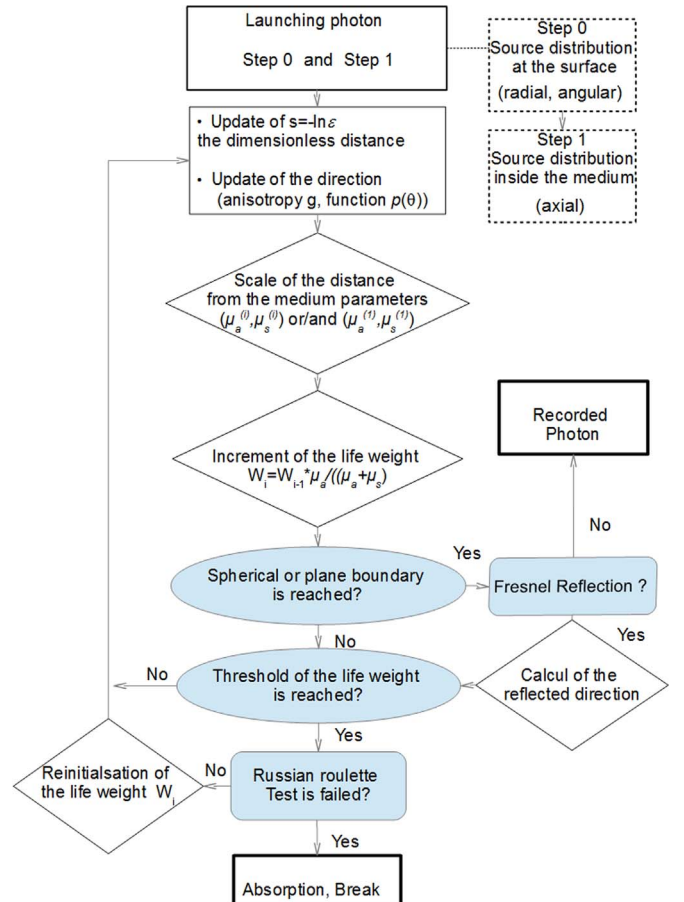 Launching photon
Step 0 and Step 1
Step 0
Source distribution
at the surface
(radial, angular)
Step 1
Source distribution
inside the medium
(axial)
• Update of s=-lnε
the dimensionless distance
• Update of the direction
(anisotropy g, function p(θ))
Scale of the distance
from the medium parameters
(μₐ⁽ⁱ⁾,μₛ⁽ⁱ⁾) or/and (μₐ⁽¹⁾,μₛ⁽¹⁾)
Increment of the life weight
Wᵢ=Wᵢ₋₁*μₐ/((μₐ+μₛ)
Recorded
Photon
No
Yes
Spherical or plane boundary
is reached?
Fresnel Reflection ?
No
Yes
No
Threshold of the life weight
is reached?
Calcul of the
reflected direction
Yes
Reinitialsation of
the life weight Wᵢ
No
Russian roulette
Test is failed?
Yes
Absorption, Break